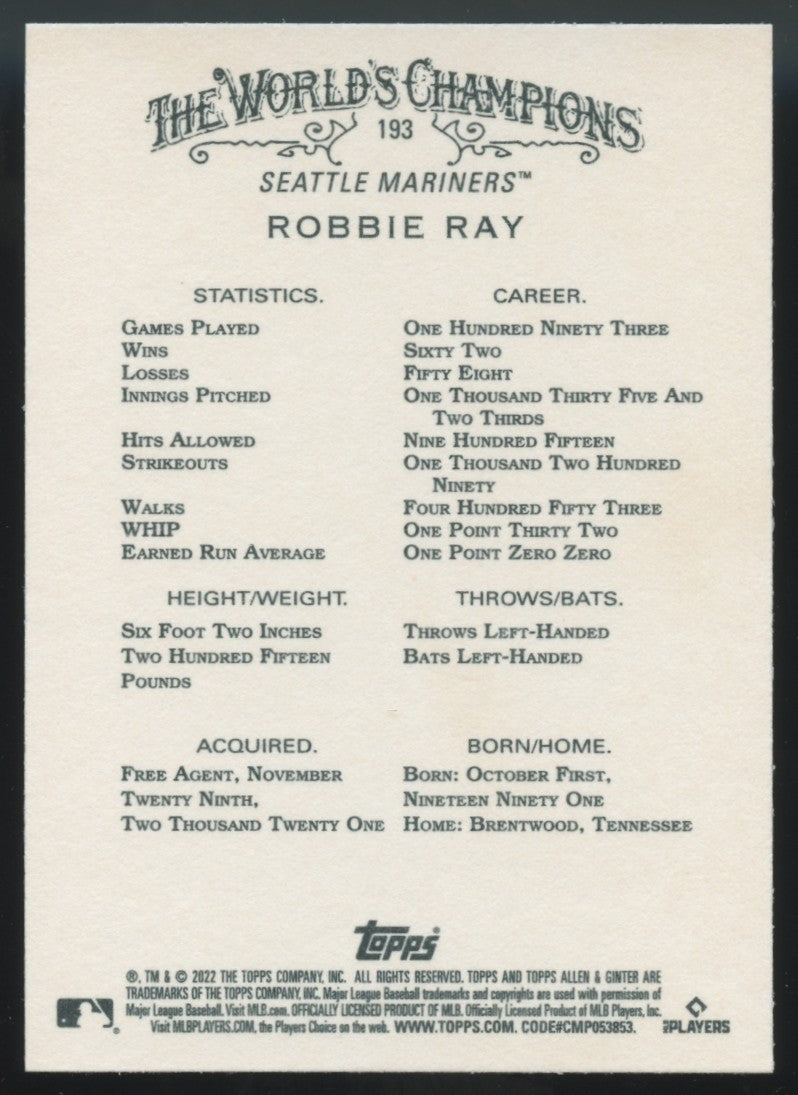 THE WORLD'S CHAMPIONS
193
SEATTLE MARINERS™
ROBBIE RAY
STATISTICS. CAREER.
GAMES PLAYED ONE HUNDRED NINETY THREE
WINS SIXTY TWO
LOSSES FIFTY EIGHT
INNINGS PITCHED ONE THOUSAND THIRTY FIVE AND
TWO THIRDS
HITS ALLOWED NINE HUNDRED FIFTEEN
STRIKEOUTS ONE THOUSAND TWO HUNDRED
NINETY
WALKS FOUR HUNDRED FIFTY THREE
WHIP ONE POINT THIRTY TWO
EARNED RUN AVERAGE ONE POINT ZERO ZERO
HEIGHT/WEIGHT. THROWS/BATS.
SIX FOOT TWO INCHES THROWS LEFT-HANDED
TWO HUNDRED FIFTEEN BATS LEFT-HANDED
POUNDS
ACQUIRED. BORN/HOME.
FREE AGENT, NOVEMBER BORN: OCTOBER FIRST,
TWENTY NINTH, NINETEEN NINETY ONE
TWO THOUSAND TWENTY ONE HOME: BRENTWOOD, TENNESSEE
topps®
®, TM & © 2022 THE TOPPS COMPANY, INC. ALL RIGHTS RESERVED. TOPPS AND TOPPS ALLEN & GINTER ARE
TRADEMARKS OF THE TOPPS COMPANY, INC. Major League Baseball trademarks and copyrights are used with permission of
Major League Baseball. Visit MLB.com. OFFICIALLY LICENSED PRODUCT OF MLB. Officially Licensed Product of MLB Players, Inc.
Visit MLBPLAYERS.COM, the Players Choice on the web. WWW.TOPPS.COM. CODE#CMP053853.
MLBPLAYERS